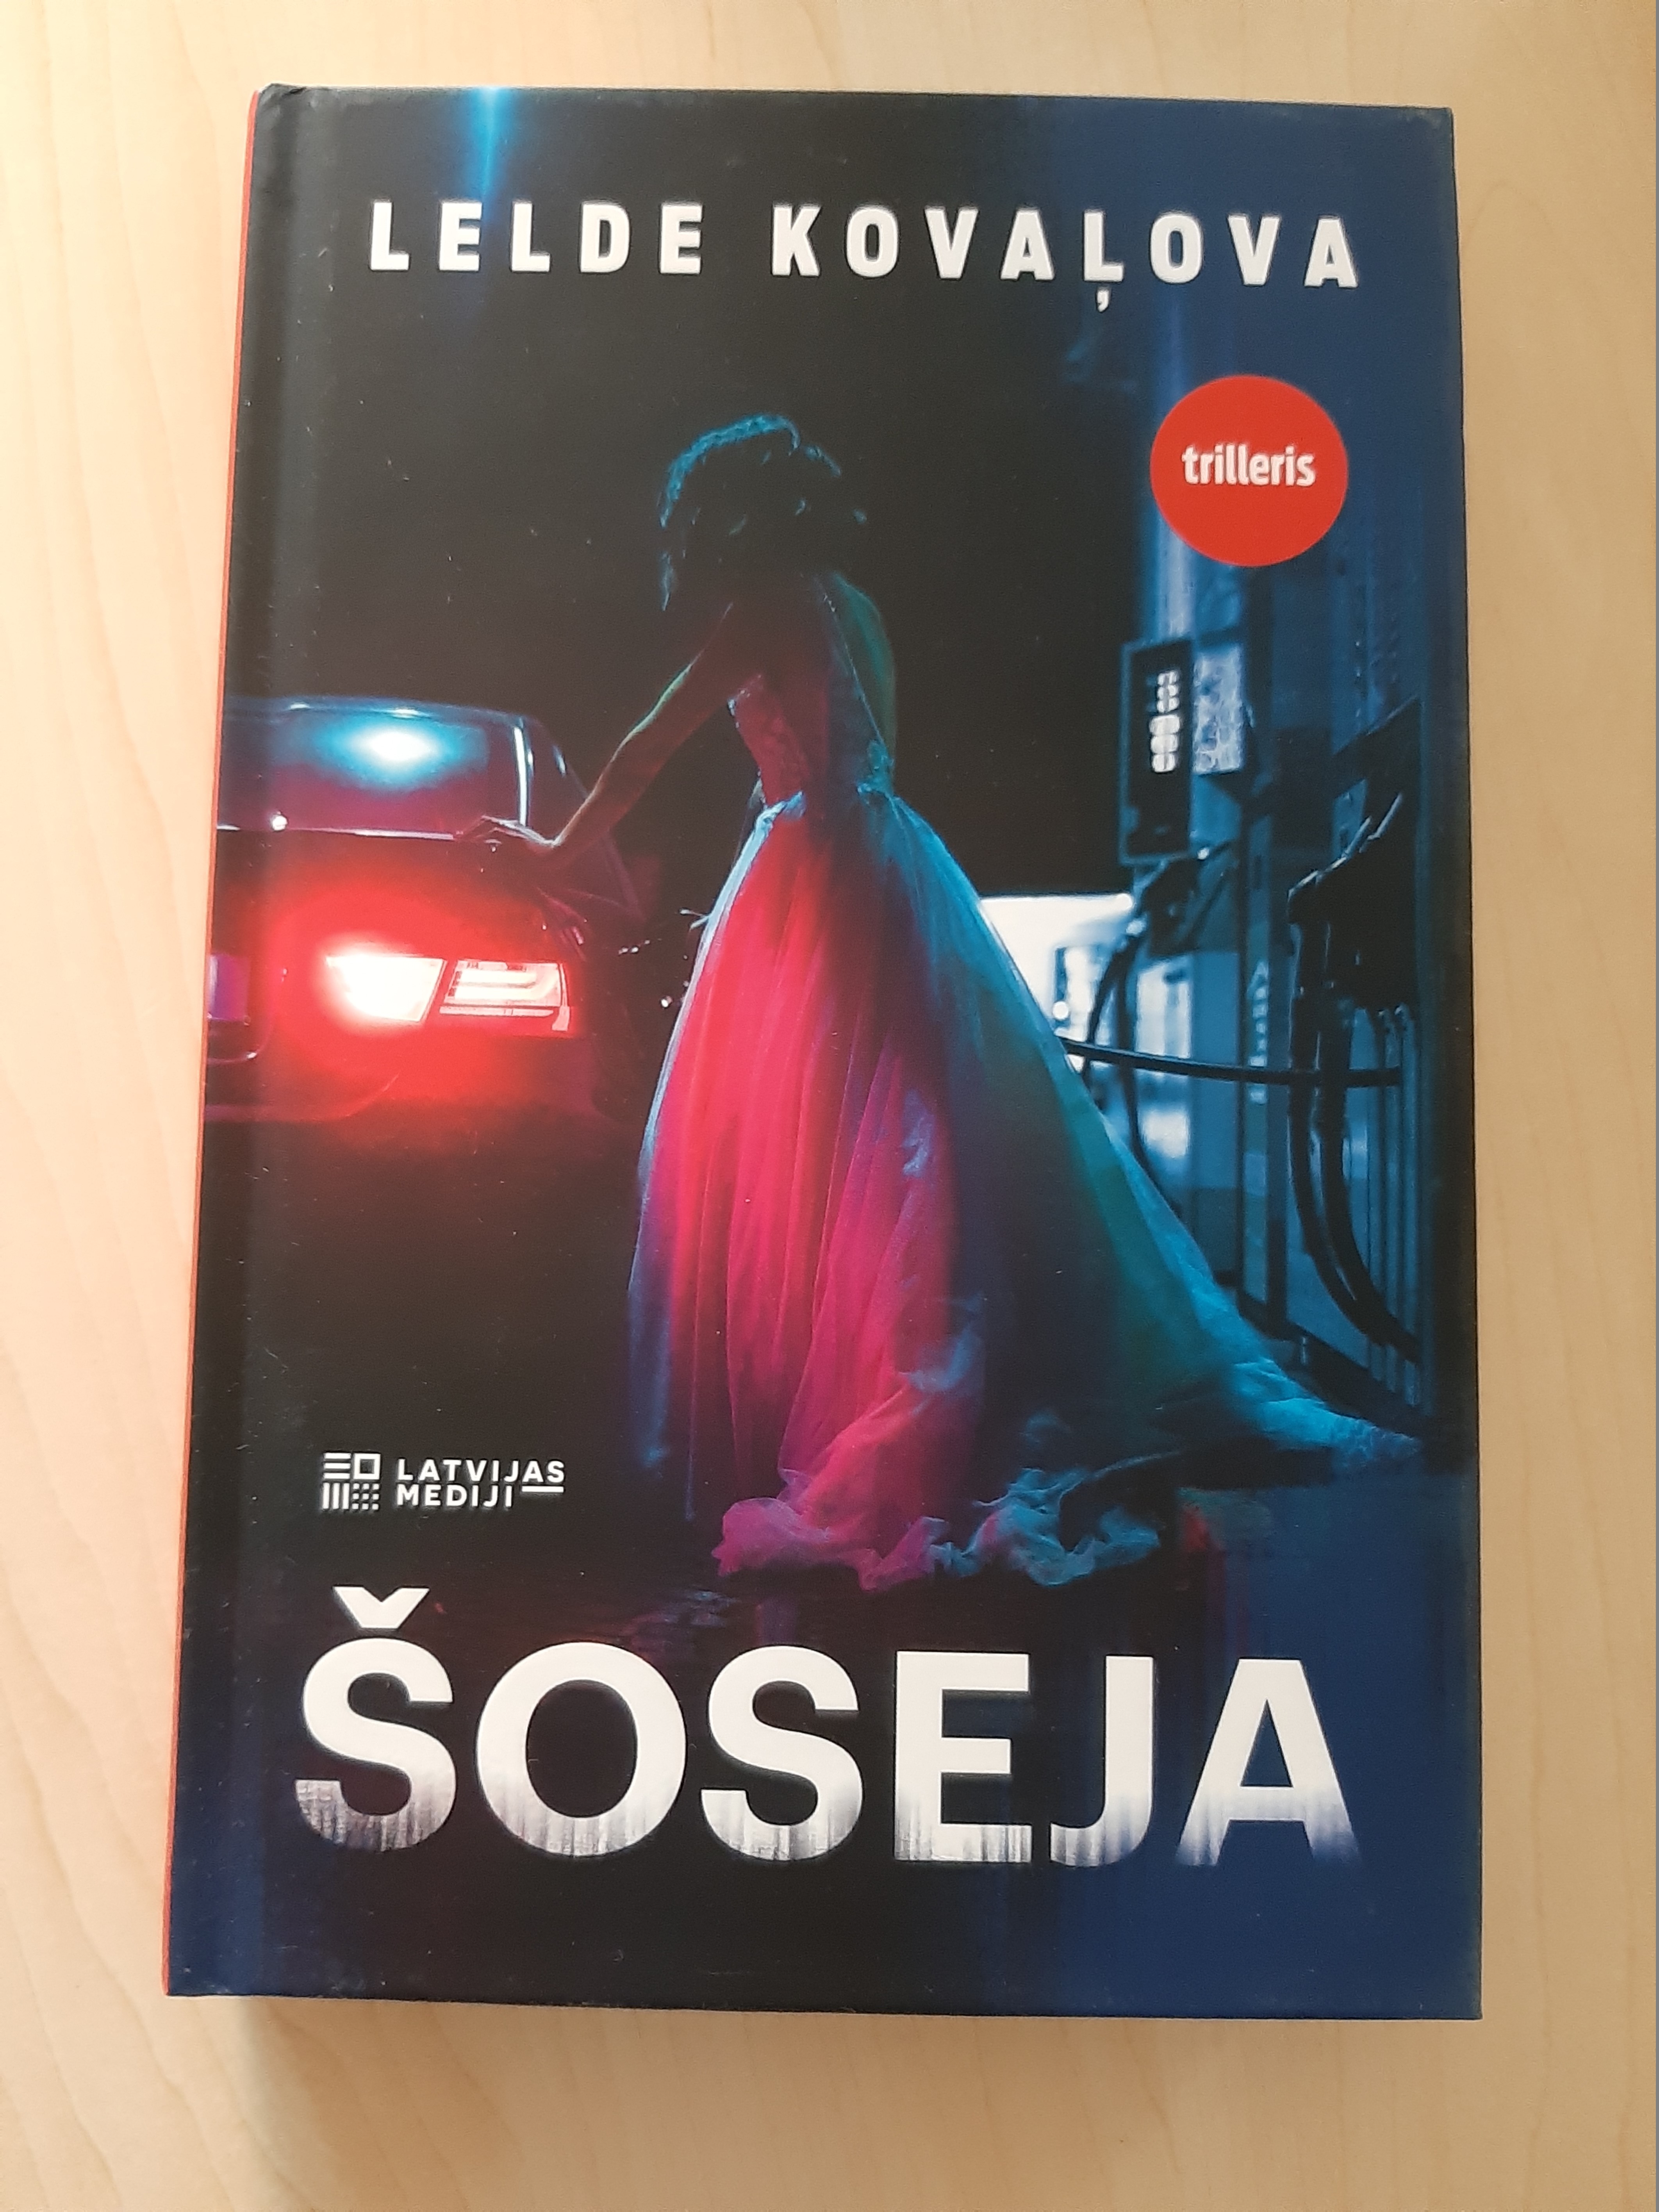 LELDE KOVAĻOVA
trilleris
LATVIJAS
MEDIJI
ŠOSEJA